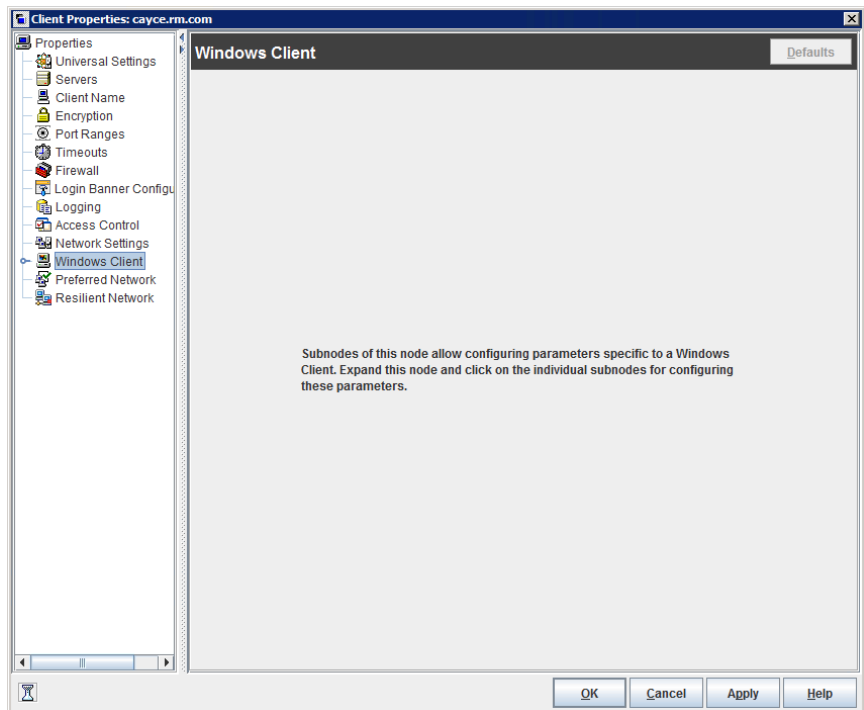 Client Properties: cayce.rm.com
Properties
Universal Settings
Servers
Client Name
Encryption
Port Ranges
Timeouts
Firewall
Login Banner Configu
Logging
Access Control
Network Settings
Windows Client
Preferred Network
Resilient Network
Windows Client
Defaults
Subnodes of this node allow configuring parameters specific to a Windows
Client. Expand this node and click on the individual subnodes for configuring
these parameters.
OK
Cancel
Apply
Help